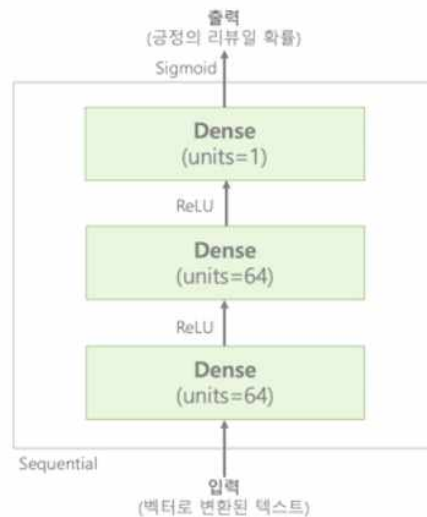 출력
(긍정의 리뷰일 확률)
Sigmoid
Dense
(units=1)
ReLU
Dense
(units=64)
ReLU
Dense
(units=64)
Sequential
입력
(벡터로 변환된 텍스트)